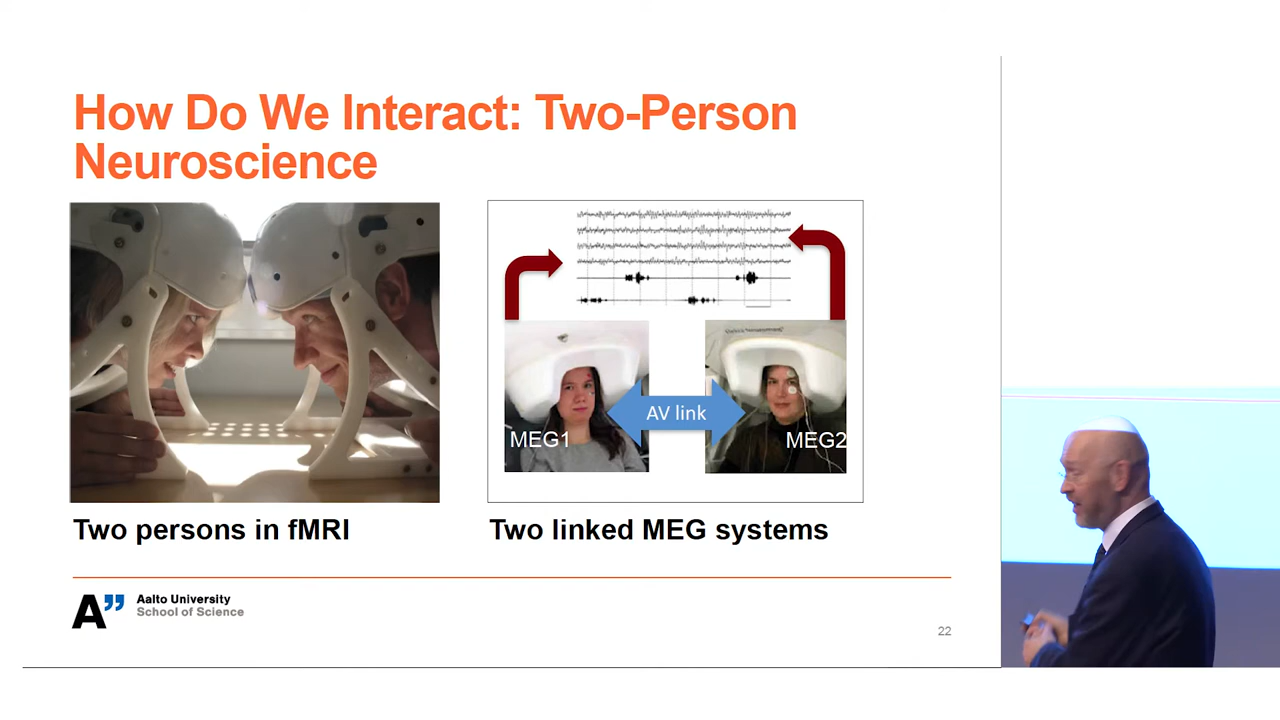 How Do We Interact: Two-Person
Neuroscience
AV link
MEG1
MEG2
Two persons in fMRI
Two linked MEG systems
A”
Aalto University
School of Science
22